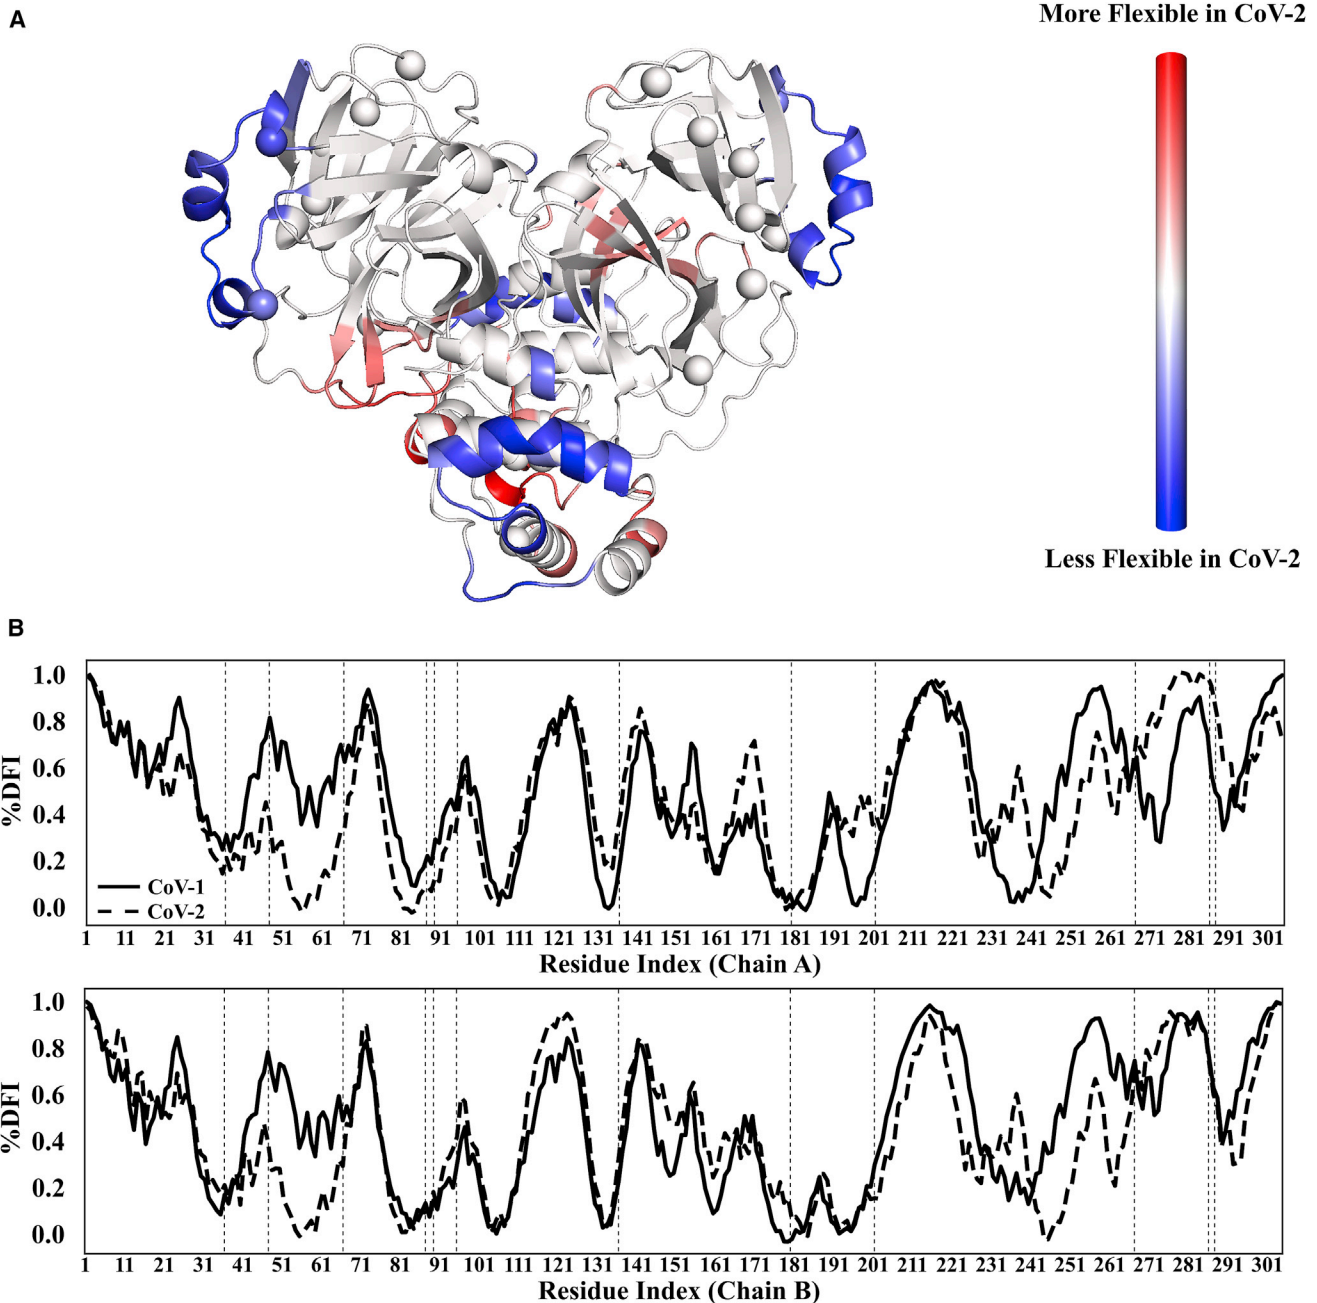 A
More Flexible in CoV-2
Less Flexible in CoV-2
B
%DFI
1.0
0.8
0.6
0.4
0.2
0.0
CoV-1
CoV-2
1 11 21 31 41 51 61 71 81 91 101 111 121 131 141 151 161 171 181 191 201 211 221 231 241 251 261 271 281 291 301
Residue Index (Chain A)
%DFI
1.0
0.8
0.6
0.4
0.2
0.0
1 11 21 31 41 51 61 71 81 91 101 111 121 131 141 151 161 171 181 191 201 211 221 231 241 251 261 271 281 291 301
Residue Index (Chain B)